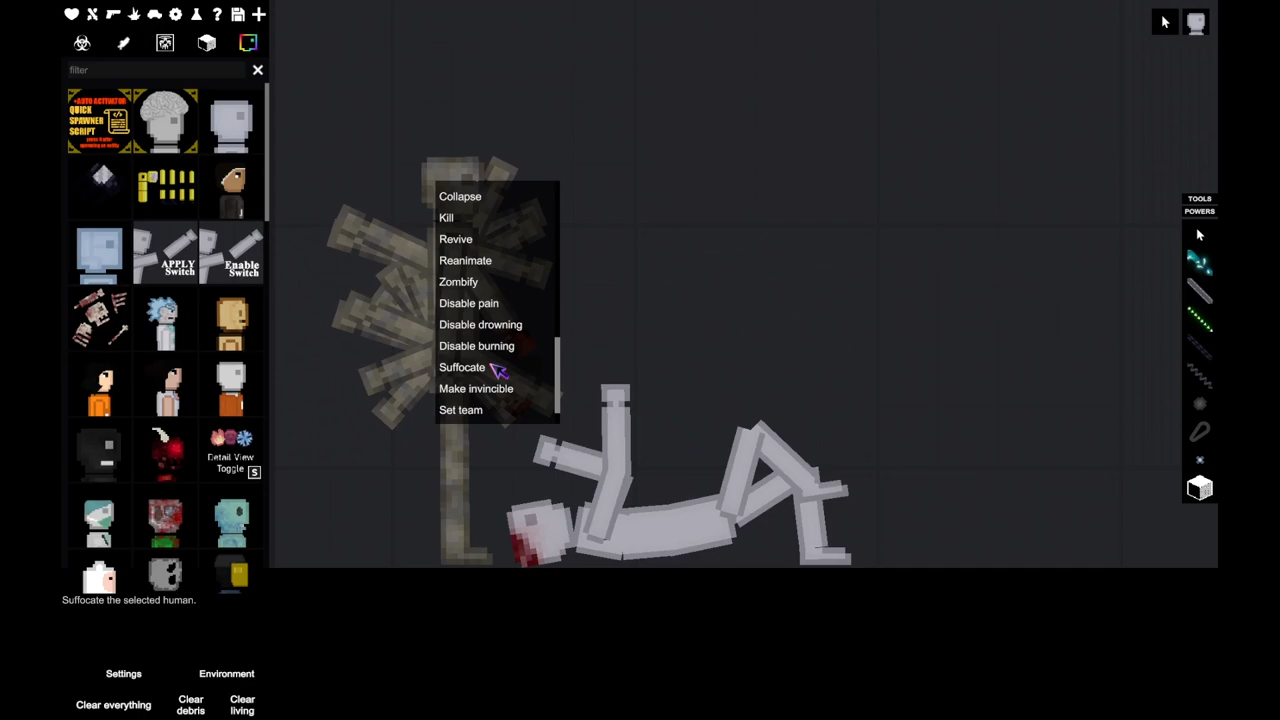 filter
+AUTO ACTIVATOR
QUICK
SPAWNER
SCRIPT
APPLY
Switch
Enable
Switch
Detail View
Toggle
S
Collapse
Kill
Revive
Reanimate
Zombify
Disable pain
Disable drowning
Disable burning
Suffocate
Make invincible
Set team
TOOLS
POWERS
Suffocate the selected human.
Settings
Environment
Clear everything
Clear
debris
Clear
living